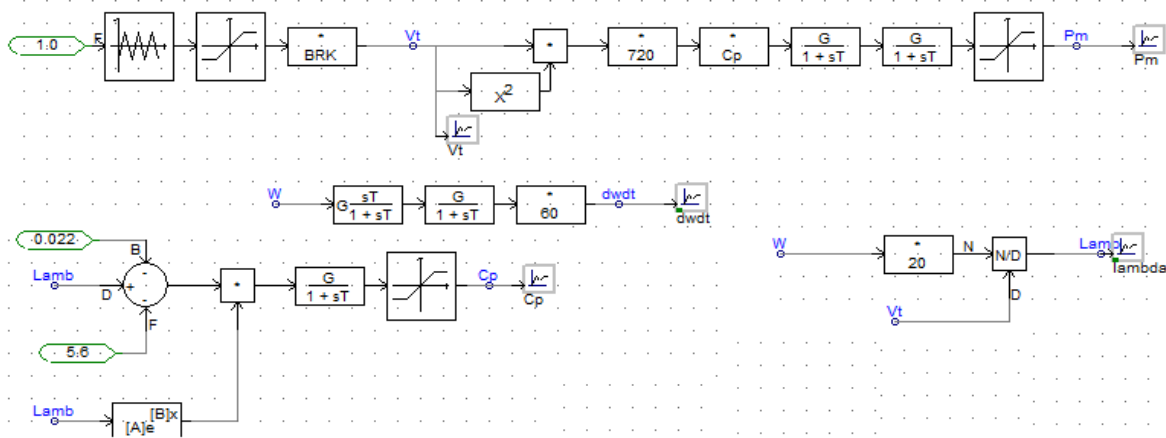 1.0
F
*
BRK
Vt
*
X2
Vt
*
720
*
Cp
G
1 + sT
G
1 + sT
Pm
Pm
W
G sT
1 + sT
G
1 + sT
*
60
dwdt
dwdt
0.022
B
-
Lamb
D
+
-
F
5.6
*
G
1 + sT
Cp
Cp
Lamb
[A]e [B]x
W
*
20
N
N/D
D
Vt
Lamb
lambda